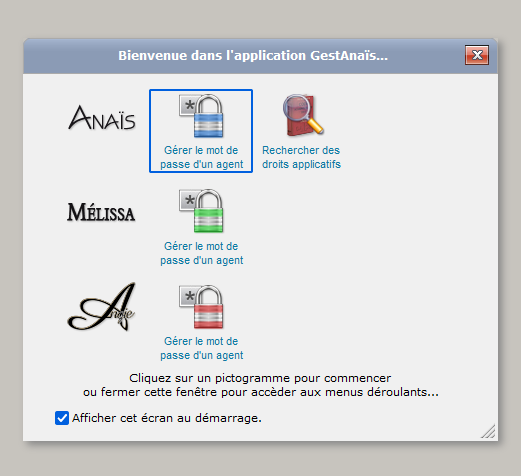 Bienvenue dans l'application GestAnaïs...
ANAÏS
Gérer le mot de
passe d'un agent
Rechercher des
droits applicatifs
MÉLISSA
Gérer le mot de
passe d'un agent
Angie
Gérer le mot de
passe d'un agent
Cliquez sur un pictogramme pour commencer
ou fermer cette fenêtre pour accèder aux menus déroulants...
Afficher cet écran au démarrage.